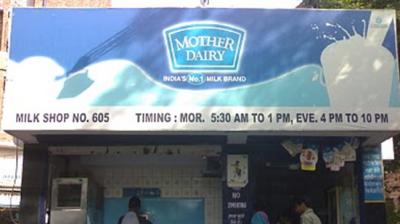 MOTHER
DAIRY
INDIA'S No.1 MILK BRAND
MILK SHOP NO. 605 TIMING : MOR. 5:30 AM TO 1 PM, EVE. 4 PM TO 10 PM
NO